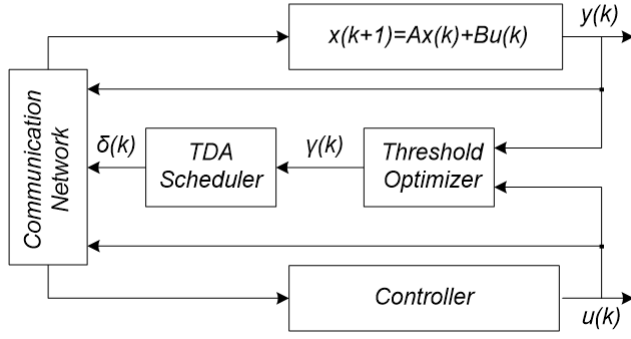 x(k+1)=Ax(k)+Bu(k)
y(k)
Communication
Network
δ(k)
TDA
Scheduler
γ(k)
Threshold
Optimizer
Controller
u(k)